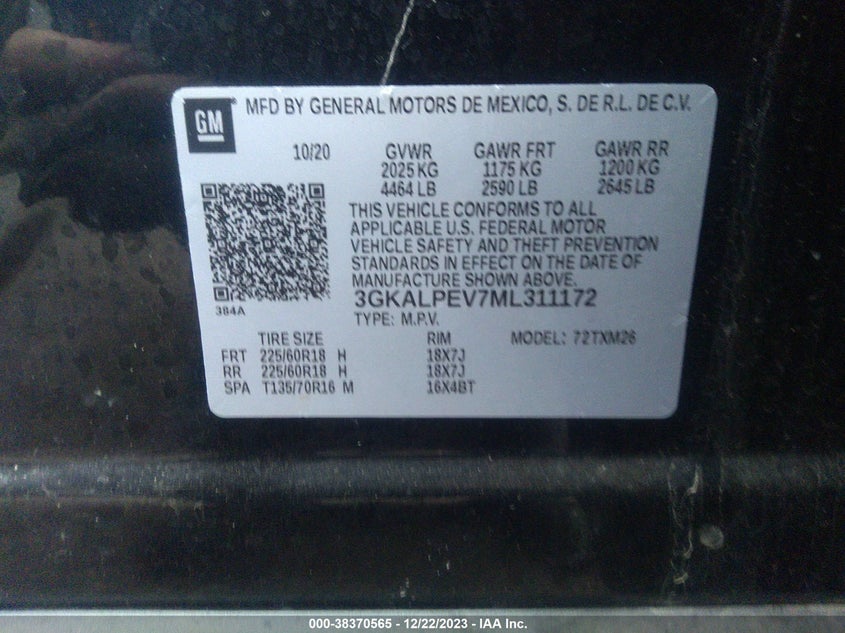 GM
MFD BY GENERAL MOTORS DE MEXICO, S. DE R.L. DE C.V.
10/20 GVWR GAWR FRT GAWR RR
2025 KG 1175 KG 1200 KG
4464 LB 2590 LB 2645 LB
THIS VEHICLE CONFORMS TO ALL
APPLICABLE U.S. FEDERAL MOTOR
VEHICLE SAFETY AND THEFT PREVENTION
STANDARDS IN EFFECT ON THE DATE OF
MANUFACTURE SHOWN ABOVE.
384A 3GKALPEV7ML311172
TYPE: M.P.V.
TIRE SIZE RIM MODEL: 72TXM26
FRT 225/60R18 H 18X7J
RR 225/60R18 H 18X7J
SPA T135/70R16 M 16X4BT
000-38370565 - 12/22/2023 - IAA Inc.